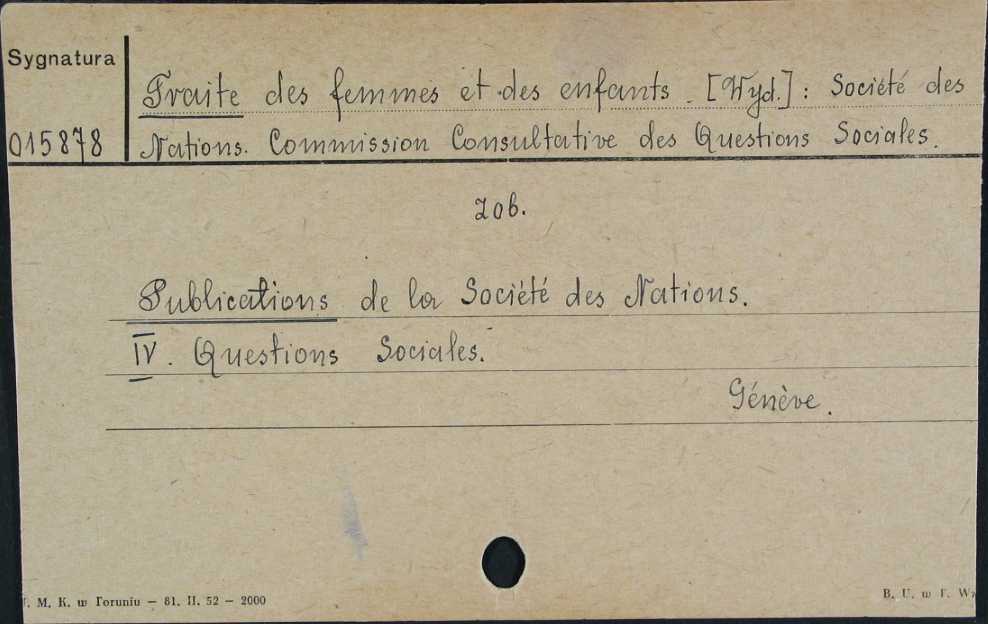 Sygnatura
Traite des femmes et des enfants. [Wyd.]: Société des
015878 Nations. Commission Consultative des Questions Sociales.
zob.
Publications de la Société des Nations.
IV. Questions Sociales.
Génève.
M. K. w Toruniu — 81. II. 52 — 2000
B. U. w T.